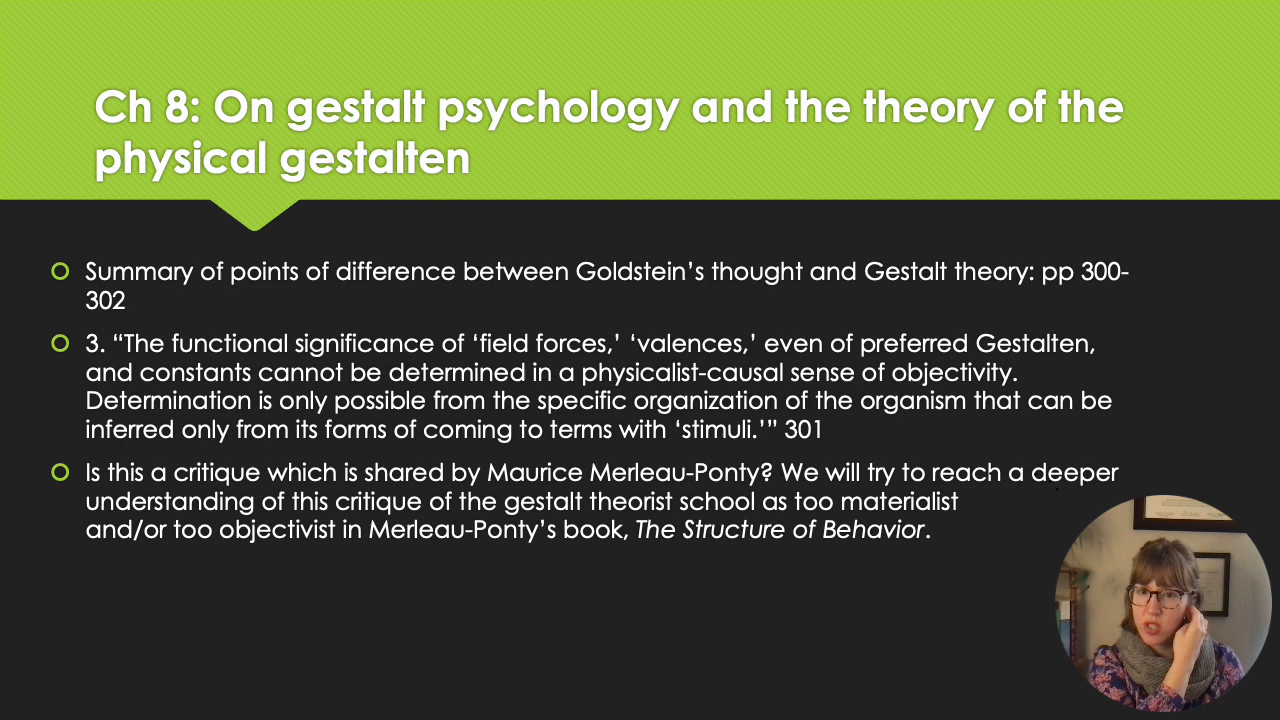 Ch 8: On gestalt psychology and the theory of the
physical gestalten
Summary of points of difference between Goldstein’s thought and Gestalt theory: pp 300-
302
3. “The functional significance of ‘field forces,’ ‘valences,’ even of preferred Gestalten,
and constants cannot be determined in a physicalist-causal sense of objectivity.
Determination is only possible from the specific organization of the organism that can be
inferred only from its forms of coming to terms with ‘stimuli.’” 301
Is this a critique which is shared by Maurice Merleau-Ponty? We will try to reach a deeper
understanding of this critique of the gestalt theorist school as too materialist
and/or too objectivist in Merleau-Ponty’s book, The Structure of Behavior.